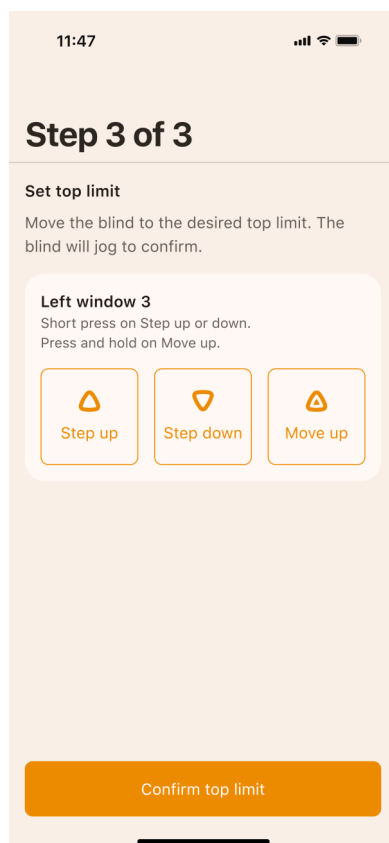 11:47
Step 3 of 3
Set top limit
Move the blind to the desired top limit. The
blind will jog to confirm.
Left window 3
Short press on Step up or down.
Press and hold on Move up.
Step up
Step down
Move up
Confirm top limit